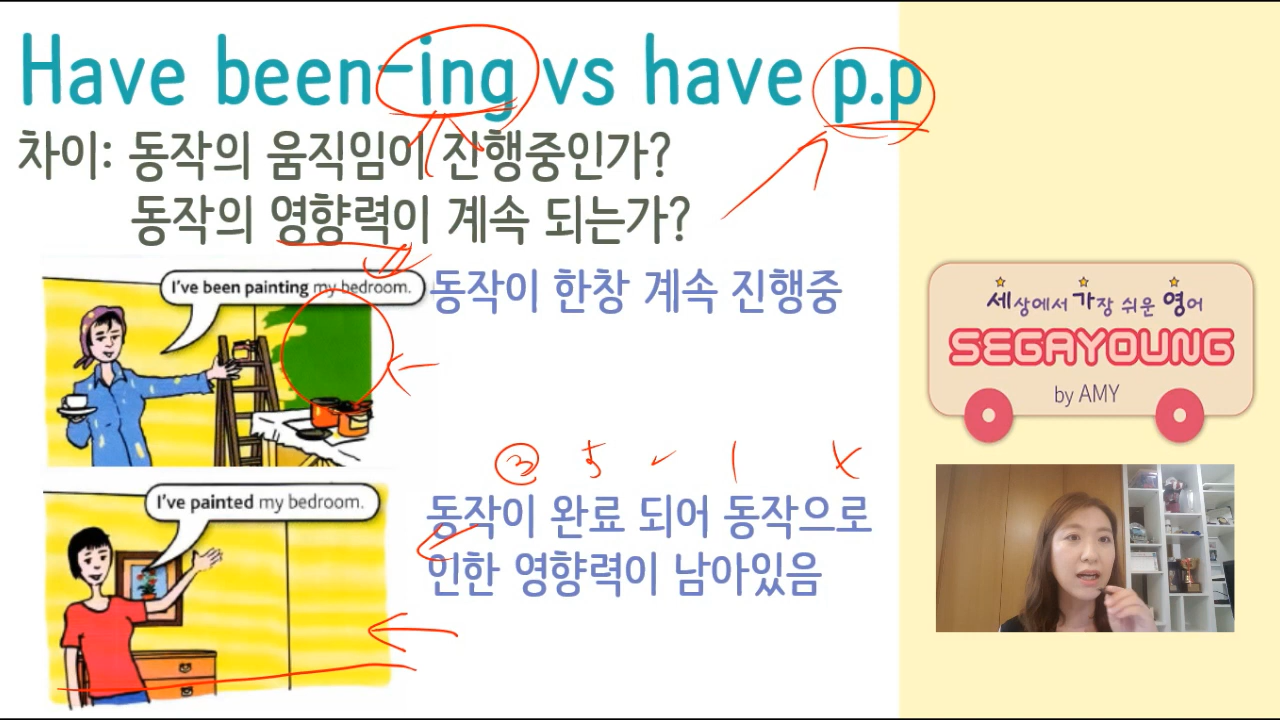 Have been-ing vs have p.p
차이: 동작의 움직임이 진행중인가?
동작의 영향력이 계속 되는가?
I've been painting my bedroom.
동작이 한창 계속 진행중
I've painted my bedroom.
동작이 완료 되어 동작으로
인한 영향력이 남아있음
세상에서 가장 쉬운 영어
SEGAYOUNG
by AMY